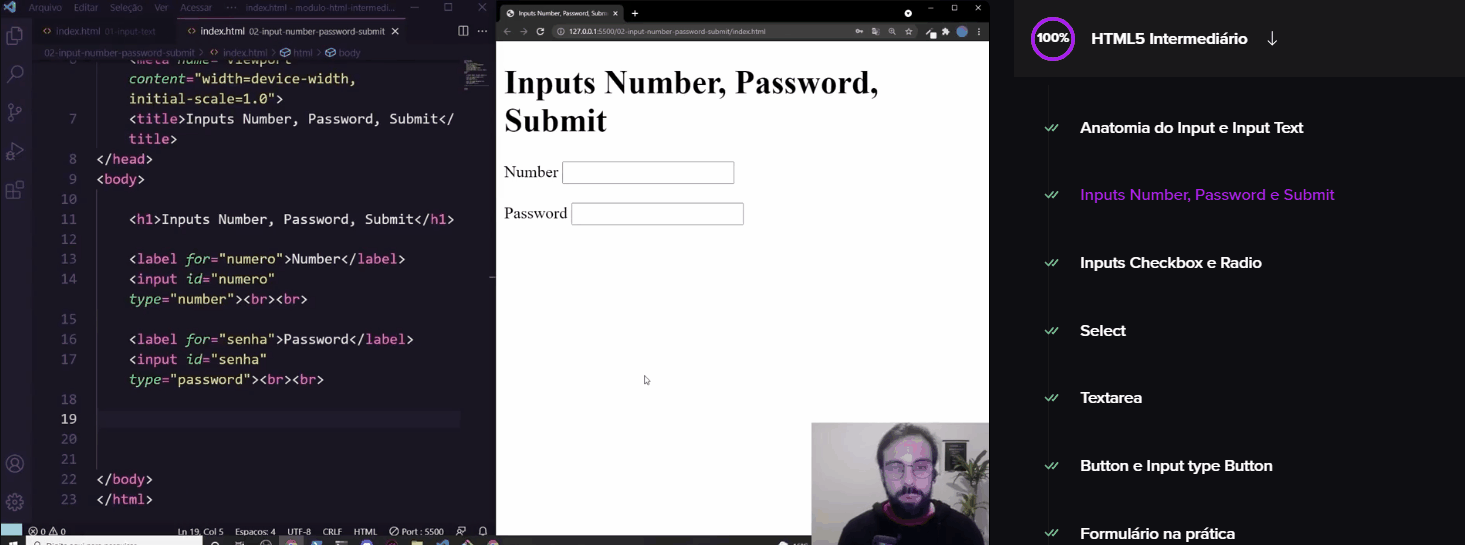 Arquivo Editar Seleção Ver Acessar ··· index.html - modulo-html-intermedi...
index.html 01-input-text index.html 02-input-number-password-submit
02-input-number-password-submit > index.html > html > body
6 <meta name="viewport"
content="width=device-width,
initial-scale=1.0">
7 <title>Inputs Number, Password, Submit</
title>
8 </head>
9 <body>
10
11 <h1>Inputs Number, Password, Submit</h1>
12
13 <label for="numero">Number</label>
14 <input id="numero"
type="number"><br><br>
15
16 <label for="senha">Password</label>
17 <input id="senha"
type="password"><br><br>
18
19
20
21
22 </body>
23 </html>
0 0 Ln 19, Col 5 Espaços: 4 UTF-8 CRLF HTML Port : 5500
Inputs Number, Password, Subm
127.0.0.1:5500/02-input-number-password-submit/index.html
Inputs Number, Password,
Submit
Number
Password
100% HTML5 Intermediário
Anatomia do Input e Input Text
Inputs Number, Password e Submit
Inputs Checkbox e Radio
Select
Textarea
Button e Input type Button
Formulário na prática